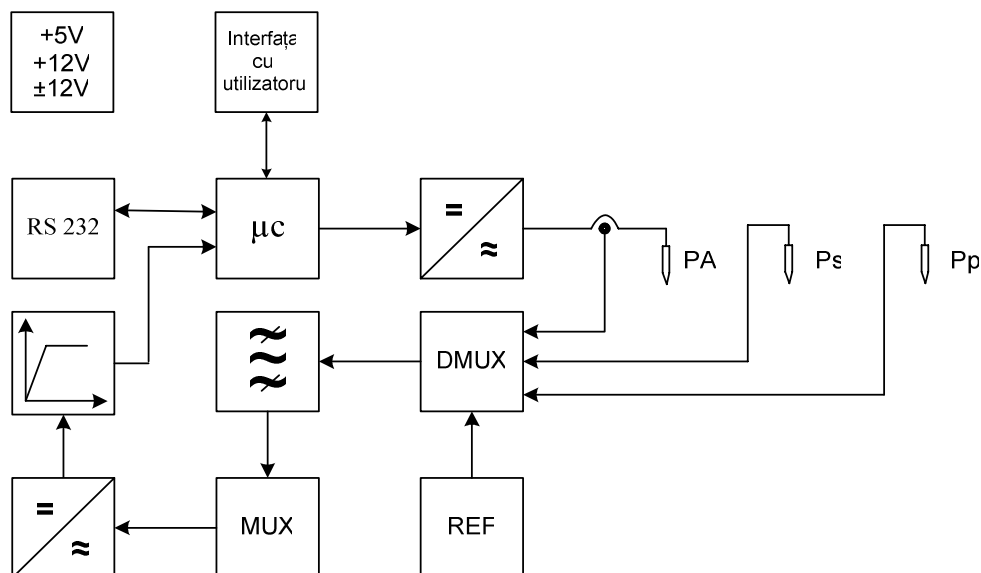 +5V
+12V
±12V
Interfața
cu
utilizatoru
RS 232
μc
=
≈
PA
Ps
Pp
DMUX
=
≈
MUX
REF